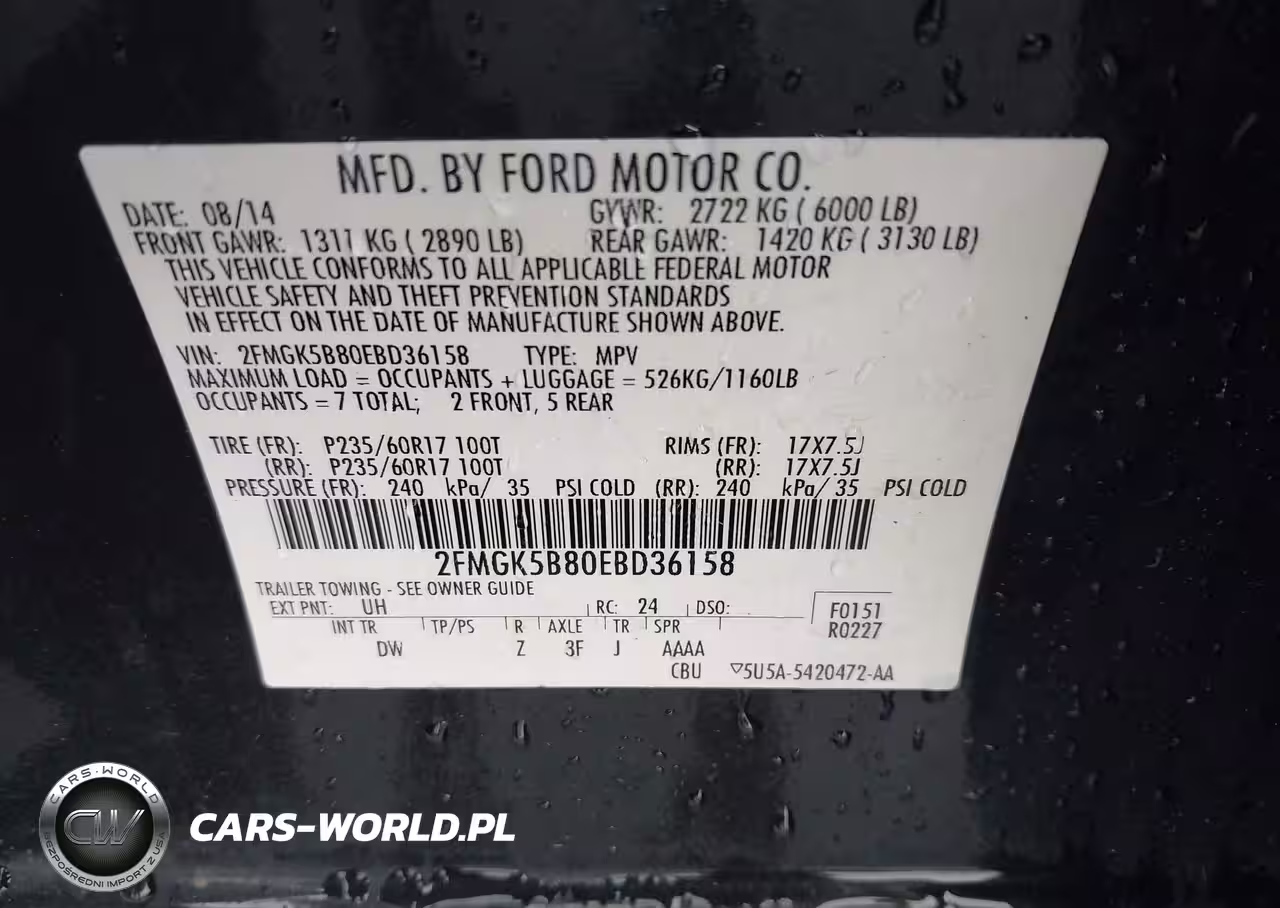 MFD. BY FORD MOTOR CO.
DATE: 08/14 GVWR: 2722 KG ( 6000 LB)
FRONT GAWR: 1311 KG ( 2890 LB) REAR GAWR: 1420 KG ( 3130 LB)
THIS VEHICLE CONFORMS TO ALL APPLICABLE FEDERAL MOTOR
VEHICLE SAFETY AND THEFT PREVENTION STANDARDS
IN EFFECT ON THE DATE OF MANUFACTURE SHOWN ABOVE.
VIN: 2FMGK5B80EBD36158 TYPE: MPV
MAXIMUM LOAD = OCCUPANTS + LUGGAGE = 526KG/1160LB
OCCUPANTS = 7 TOTAL; 2 FRONT, 5 REAR
TIRE (FR): P235/60R17 100T RIMS (FR): 17X7.5J
(RR): P235/60R17 100T (RR): 17X7.5J
PRESSURE (FR): 240 kPa/ 35 PSI COLD (RR): 240 kPa/ 35 PSI COLD
2FMGK5B80EBD36158
TRAILER TOWING - SEE OWNER GUIDE
EXT PNT: UH RC: 24 DSO:
F0151
R0227
INT TR TP/PS R AXLE TR SPR
DW Z 3F J AAAA
CBU ▽5U5A-5420472-AA
CARS-WORLD
CW
BEZPOŚREDNI IMPORT Z USA
CARS-WORLD.PL